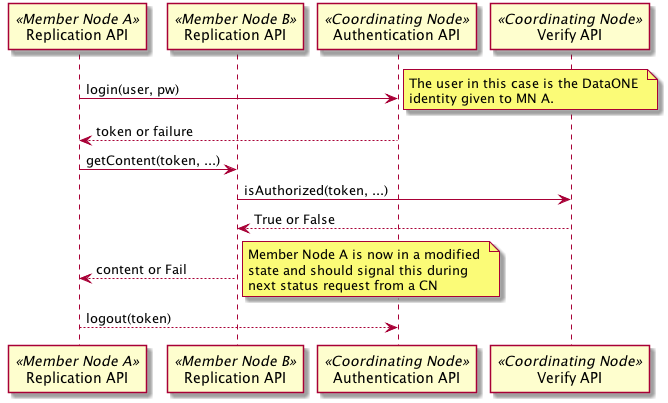 «Member Node A»
Replication API
«Member Node B»
Replication API
«Coordinating Node»
Authentication API
«Coordinating Node»
Verify API
login(user, pw)
The user in this case is the DataONE
identity given to MN A.
token or failure
getContent(token, ...)
isAuthorized(token, ...)
True or False
Member Node A is now in a modified
state and should signal this during
next status request from a CN
content or Fail
logout(token)
«Member Node A»
Replication API
«Member Node B»
Replication API
«Coordinating Node»
Authentication API
«Coordinating Node»
Verify API